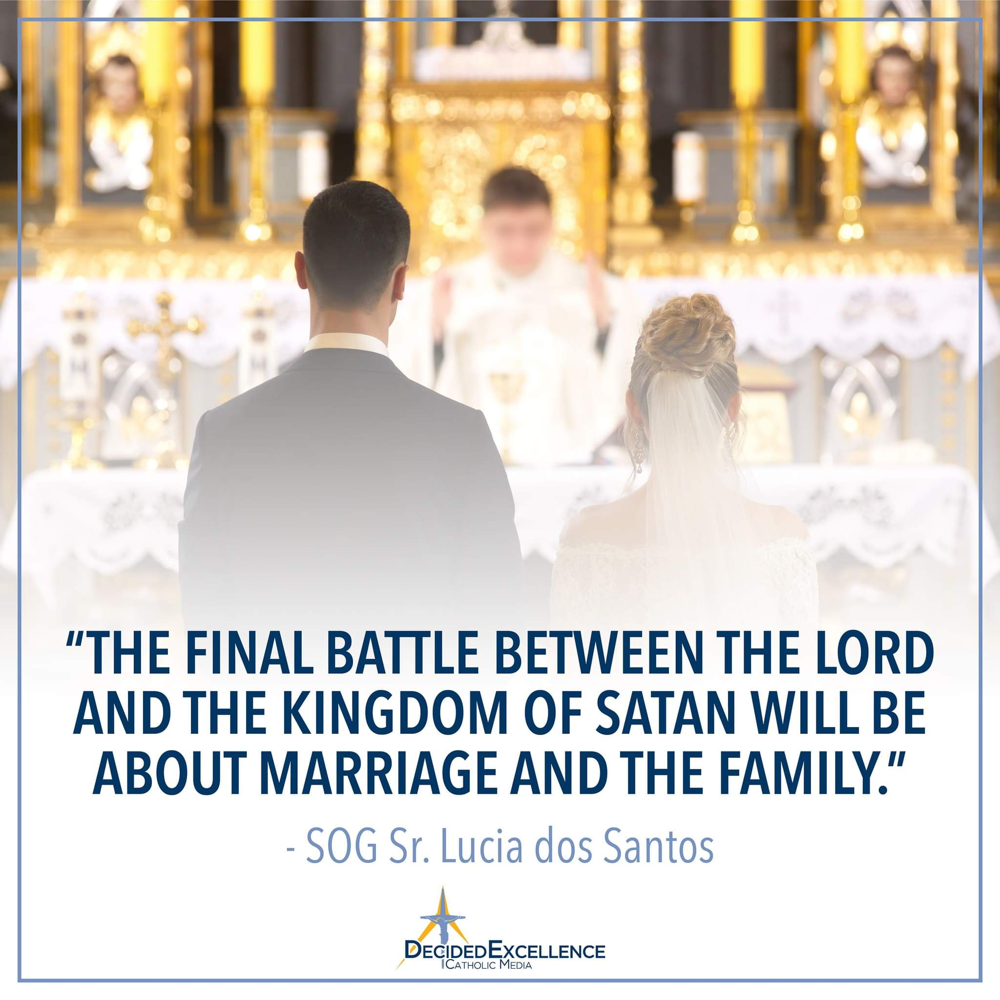 “THE FINAL BATTLE BETWEEN THE LORD
AND THE KINGDOM OF SATAN WILL BE
ABOUT MARRIAGE AND THE FAMILY.”
- SOG Sr. Lucia dos Santos
DECIDEDEXCELLENCE
CATHOLIC MEDIA